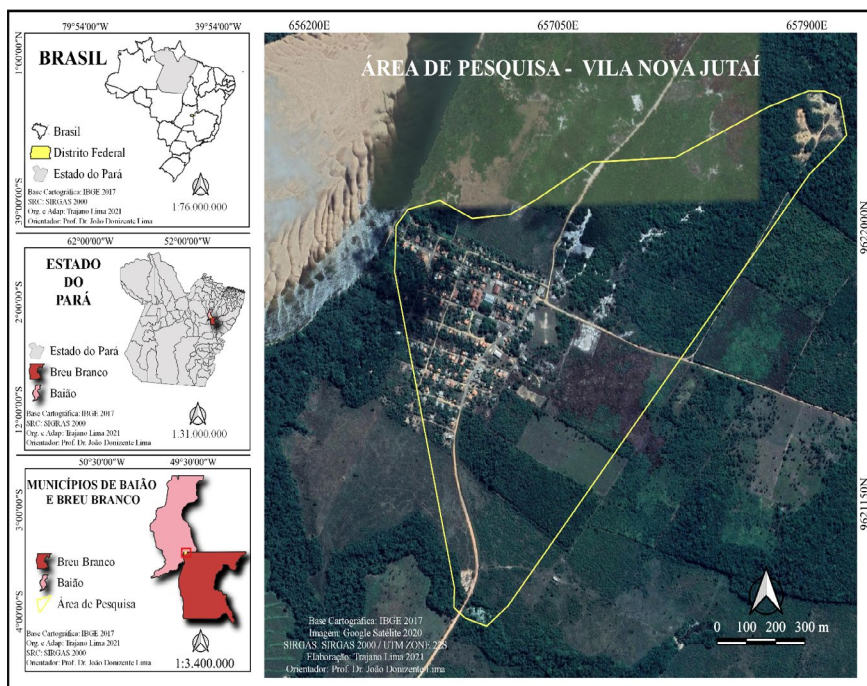 79°54'00"W 39°54'00"W
1°00'00"N
39°00'00"S
BRASIL
Brasil
Distrito Federal
Estado do Pará
Base Cartográfica: IBGE 2017
SRC: SIRGAS 2000
Org. e Adap: Trajano Lima 2021
Orientador: Prof. Dr. João Donizente Lima
1:76.000.000
62°00'00"W 52°00'00"W
2°00'00"S
12°00'00"S
ESTADO
DO
PARÁ
Estado do Pará
Breu Branco
Baião
Base Cartográfica: IBGE 2017
SRC: SIGRAS 2000
Org. e Adap: Trajano Lima 2021
Orientador: Prof. Dr. João Donizente Lima
1:31.000.000
50°30'00"W 49°30'00"W
3°00'00"S
4°00'00"S
MUNICÍPIOS DE BAIÃO
E BREU BRANCO
Breu Branco
Baião
Área de Pesquisa
Base Cartográfica: IBGE 2017
Org. e Adap: Trajano Lima 2021
SRC: SIRGAS 2000
Orientador: Prof. Dr. João Donizente Lima
1:3.400.000
656200E 657050E 657900E
ÁREA DE PESQUISA - VILA NOVA JUTAÍ
9622000N
9621150N
Base Cartográfica: IBGE 2017
Imagem: Google Satélite 2020
SIRGAS: SIRGAS 2000 / UTM ZONE 22S
Elaboração: Trajano Lima 2021
Orientador: Prof. Dr. João Donizente Lima
0 100 200 300 m